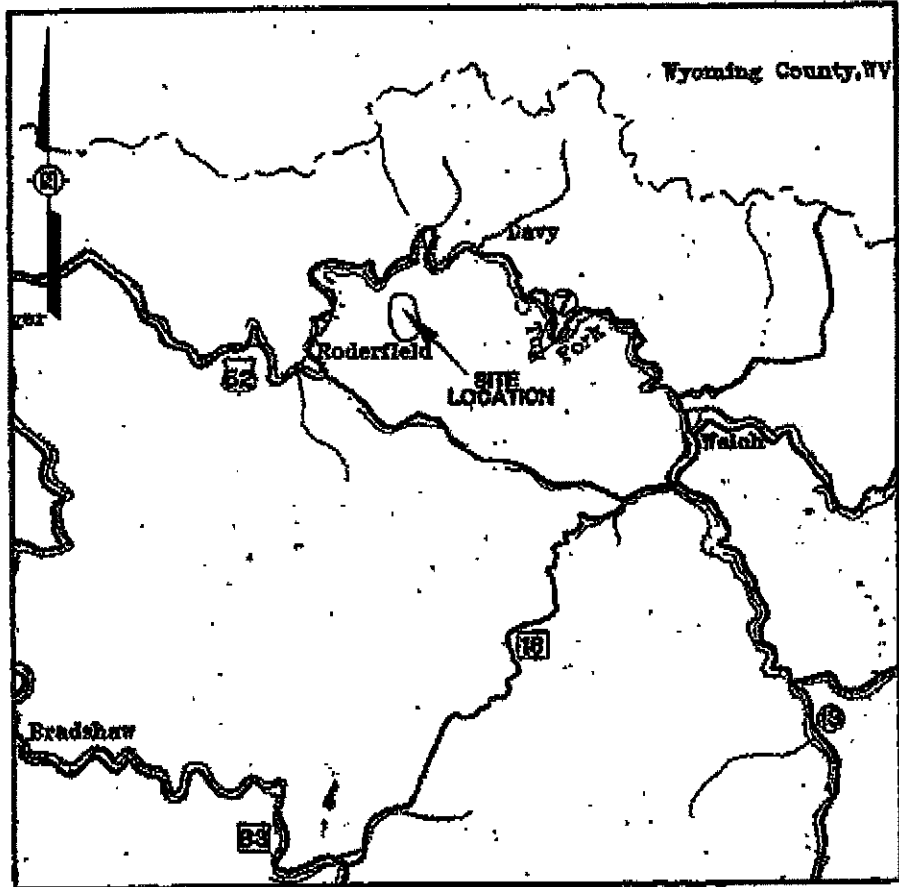 Wyoming County, WV
Davy
Fork
Roderfield
52
SITE
LOCATION
Welch
16
Bradshaw
83